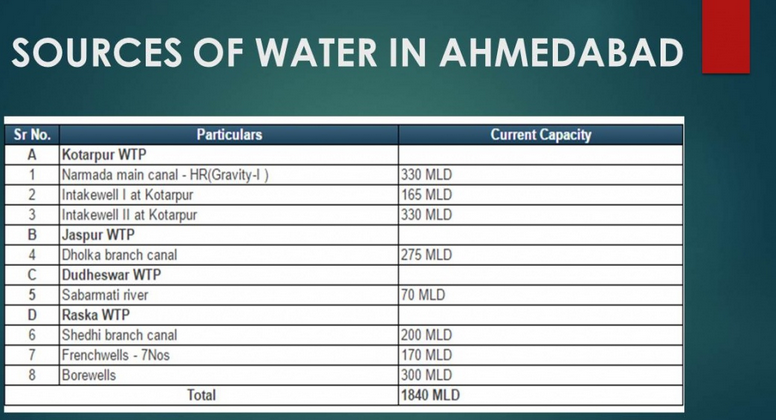 SOURCES OF WATER IN AHMEDABAD
Sr No. Particulars Current Capacity
A Kotarpur WTP
1 Narmada main canal - HR(Gravity-I ) 330 MLD
2 Intakewell I at Kotarpur 165 MLD
3 Intakewell II at Kotarpur 330 MLD
B Jaspur WTP
4 Dholka branch canal 275 MLD
C Dudheswar WTP
5 Sabarmati river 70 MLD
D Raska WTP
6 Shedhi branch canal 200 MLD
7 Frenchwells - 7Nos 170 MLD
8 Borewells 300 MLD
Total 1840 MLD